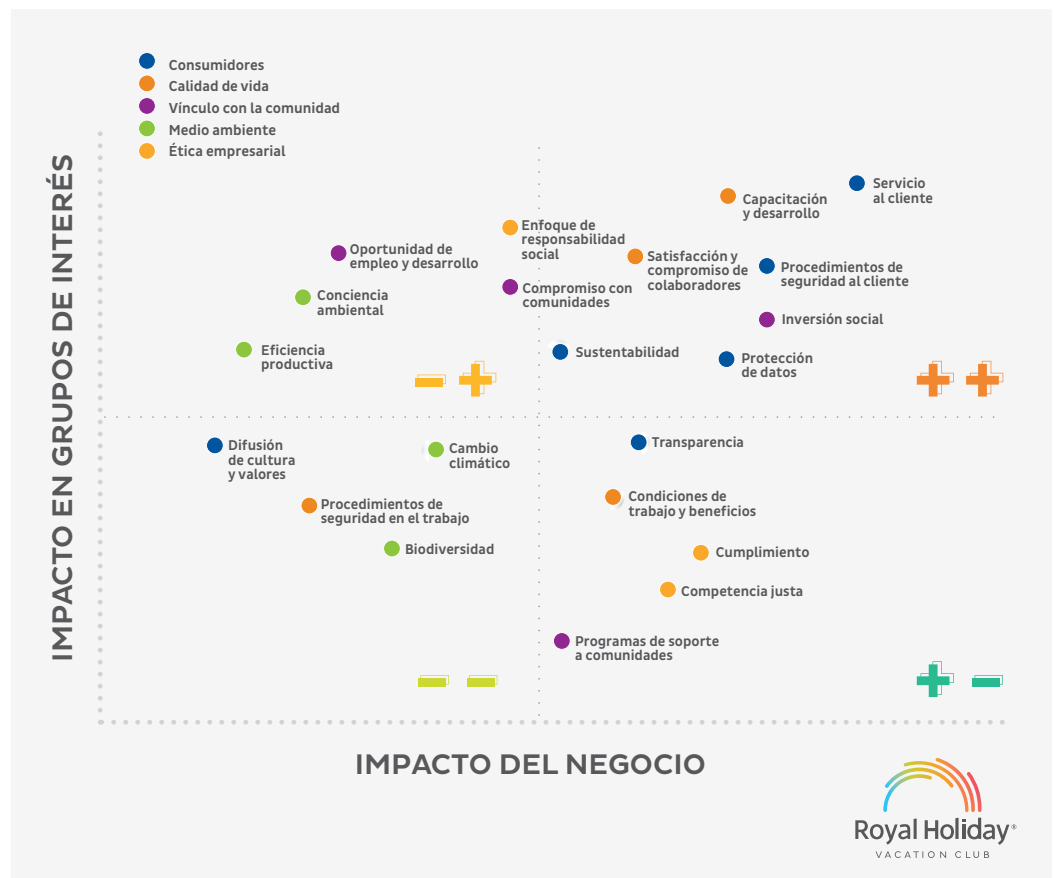 Consumidores
Calidad de vida
Vínculo con la comunidad
Medio ambiente
Ética empresarial
IMPACTO EN GRUPOS DE INTERÉS
Servicio
al cliente
Capacitación
y desarrollo
Enfoque de
responsabilidad
social
Oportunidad de
empleo y desarrollo
Satisfacción y
compromiso de
colaboradores
Procedimientos de
seguridad al cliente
Conciencia
ambiental
Compromiso con
comunidades
Inversión social
Eficiencia
productiva
Sustentabilidad
Protección
de datos
Difusión
de cultura
y valores
Cambio
climático
Transparencia
Procedimientos de
seguridad en el trabajo
Condiciones de
trabajo y beneficios
Biodiversidad
Cumplimiento
Competencia justa
Programas de soporte
a comunidades
IMPACTO DEL NEGOCIO
Royal Holiday®
VACATION CLUB